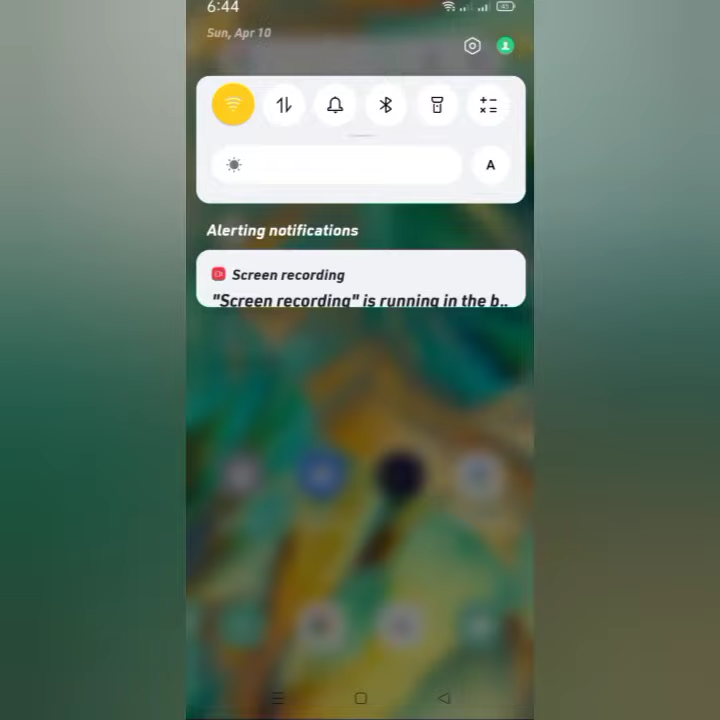 6:44
Sun, Apr 10
A
Alerting notifications
Screen recording
"Screen recording" is running in the b..